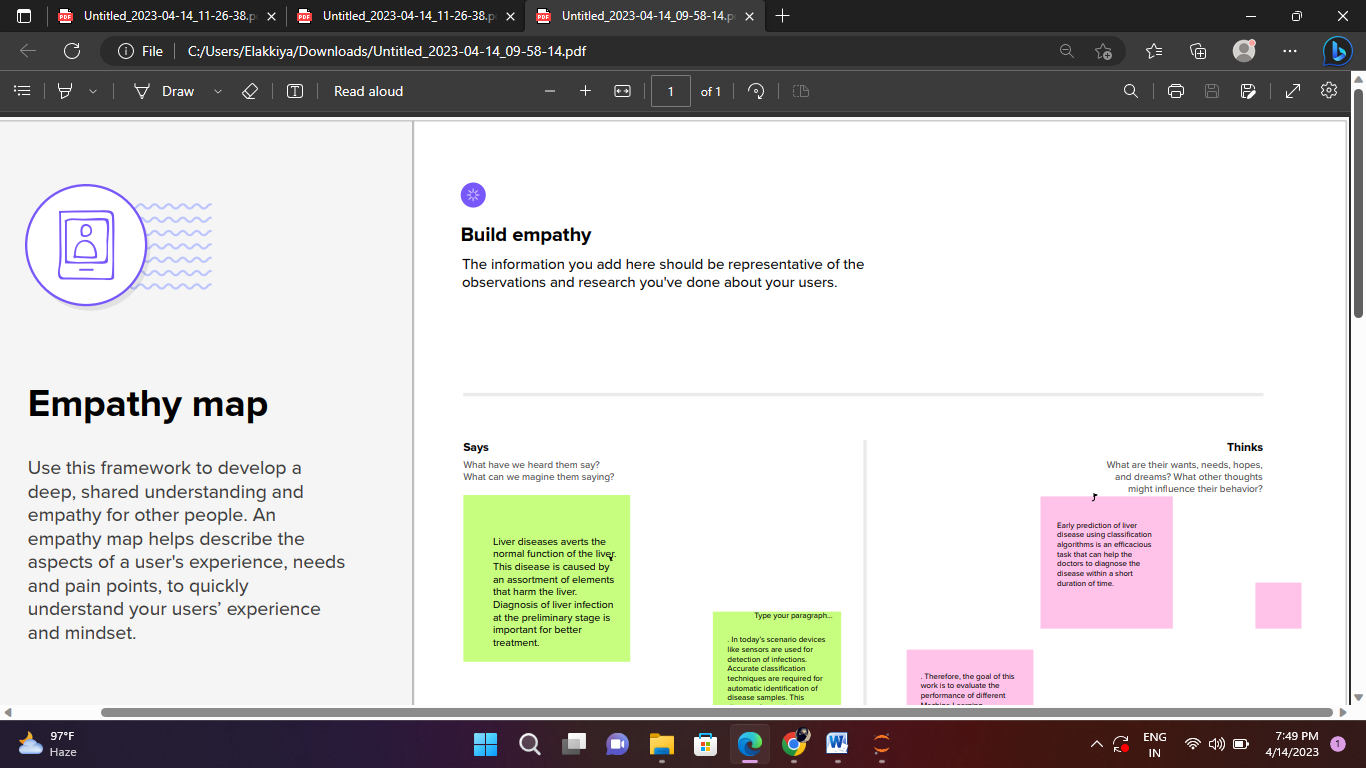 Untitled_2023-04-14_11-26-38.p
Untitled_2023-04-14_11-26-38.p
Untitled_2023-04-14_09-58-14.p
File
C:/Users/Elakkiya/Downloads/Untitled_2023-04-14_09-58-14.pdf
Draw
Read aloud
1
of 1
Empathy map
Use this framework to develop a
deep, shared understanding and
empathy for other people. An
empathy map helps describe the
aspects of a user's experience, needs
and pain points, to quickly
understand your users' experience
and mindset.
Build empathy
The information you add here should be representative of the
observations and research you've done about your users.
Says
What have we heard them say?
What can we magine them saying?
Liver diseases averts the
normal function of the liver.
This disease is caused by
an assortment of elements
that harm the liver.
Diagnosis of liver infection
at the preliminary stage is
important for better
treatment.
Type your paragraph...
. In today's scenario devices
like sensors are used for
detection of infections.
Accurate classification
techniques are required for
automatic identification of
disease samples. This
Thinks
What are their wants, needs, hopes,
and dreams? What other thoughts
might influence their behavior?
Early prediction of liver
disease using classification
algorithms is an efficacious
task that can help the
doctors to diagnose the
disease within a short
duration of time.
. Therefore, the goal of this
work is to evaluate the
performance of different
Machine Learning
97°F
Haze
ENG
IN
7:49 PM
4/14/2023
1